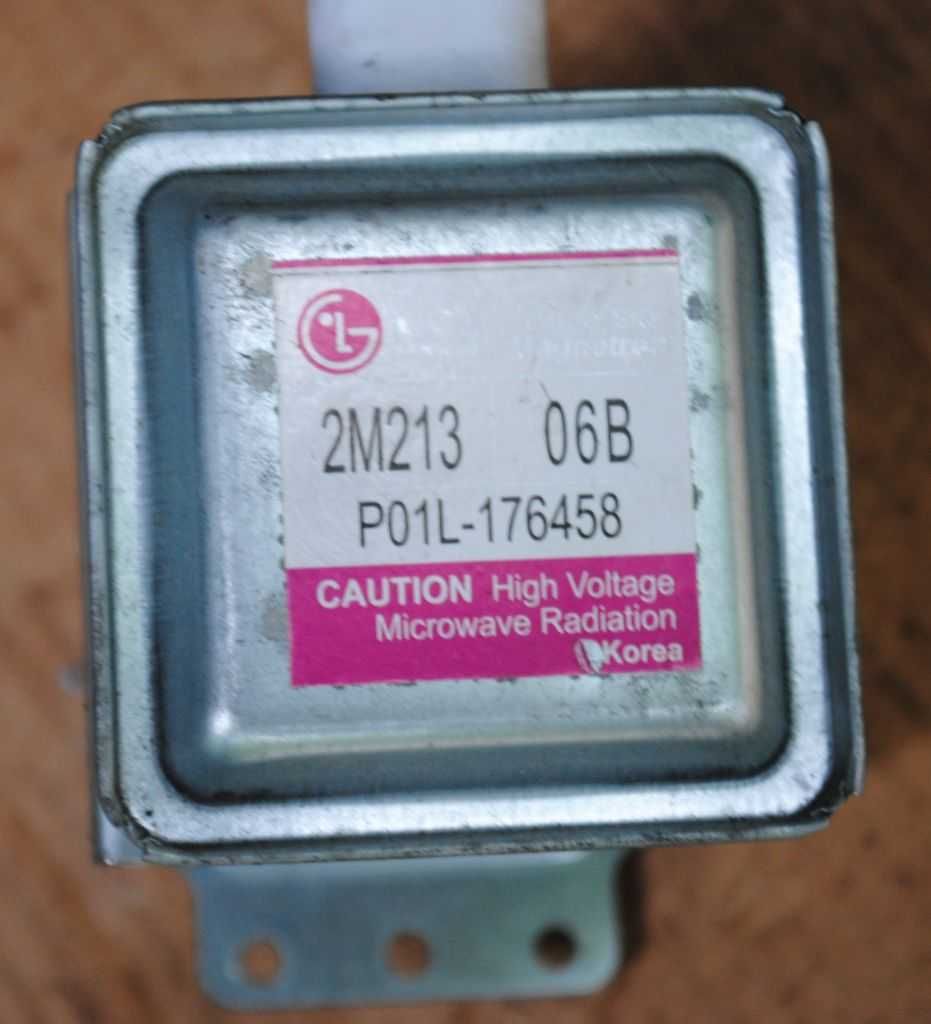 LG
2M213 06B
P01L-176458
CAUTION High Voltage
Microwave Radiation
Korea